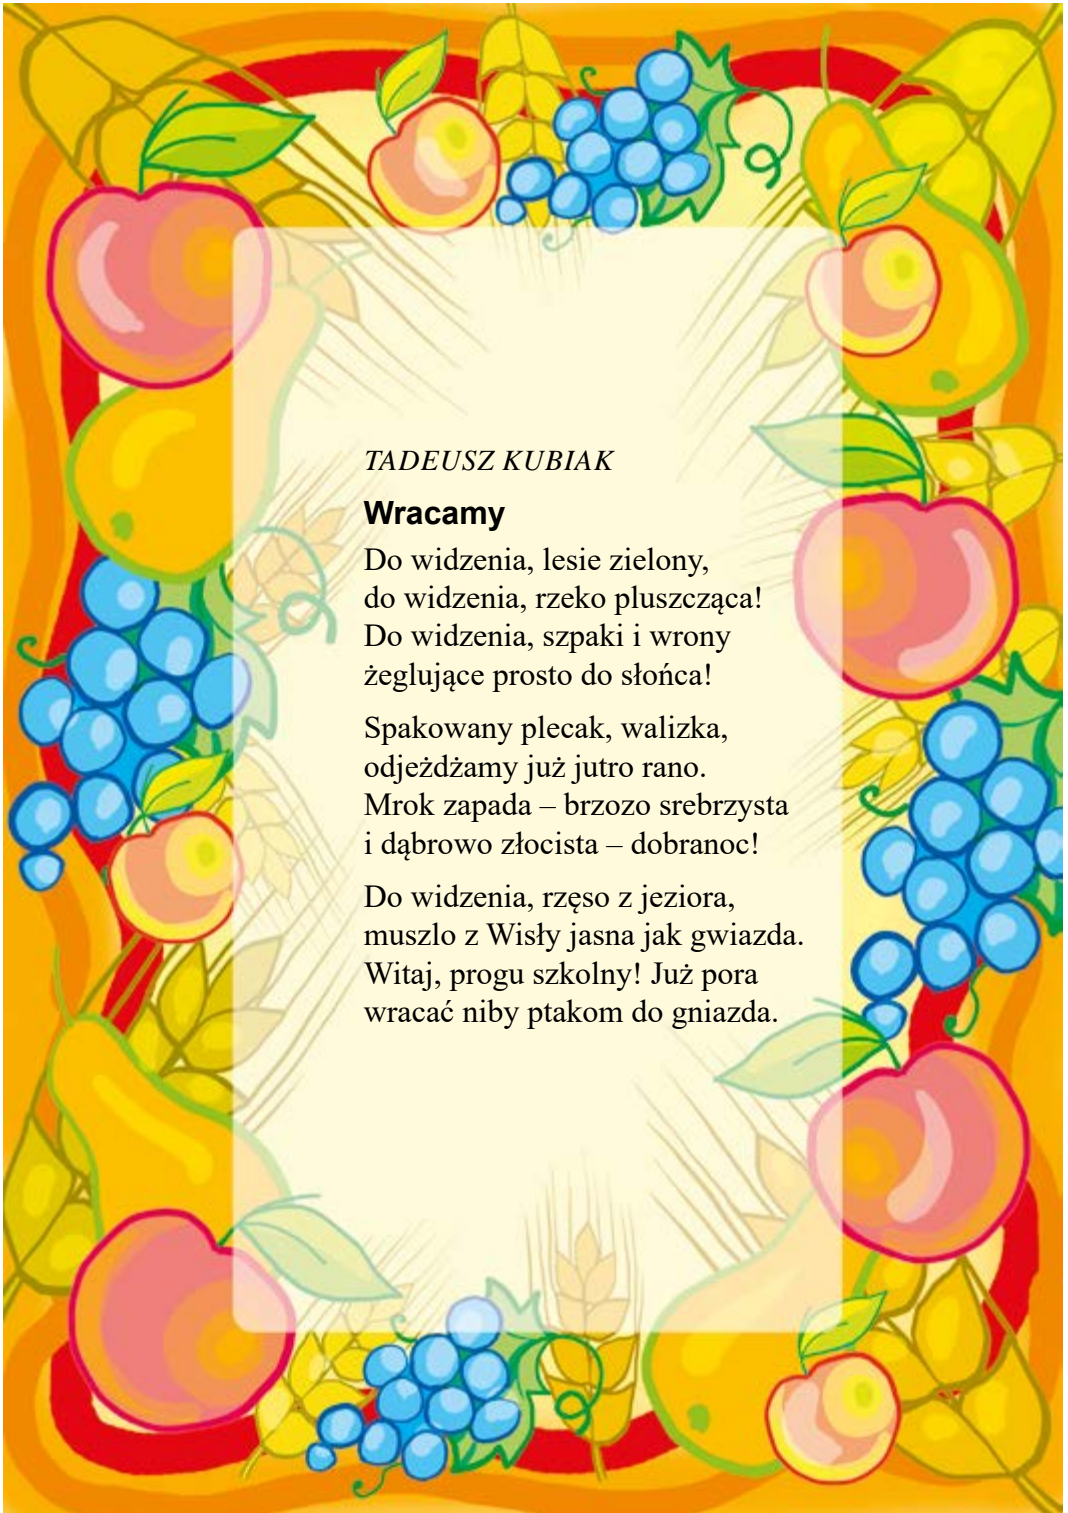 TADEUSZ KUBIAK
Wracamy
Do widzenia, lesie zielony,
do widzenia, rzeko pluszcząca!
Do widzenia, szpaki i wrony
żeglujące prosto do słońca!
Spakowany plecak, walizka,
odjeżdżamy już jutro rano.
Mrok zapada – brzozo srebrzysta
i dąbrowo złocista – dobranoc!
Do widzenia, rzęso z jeziora,
muszlo z Wisły jasna jak gwiazda.
Witaj, progu szkolny! Już pora
wracać niby ptakom do gniazda.